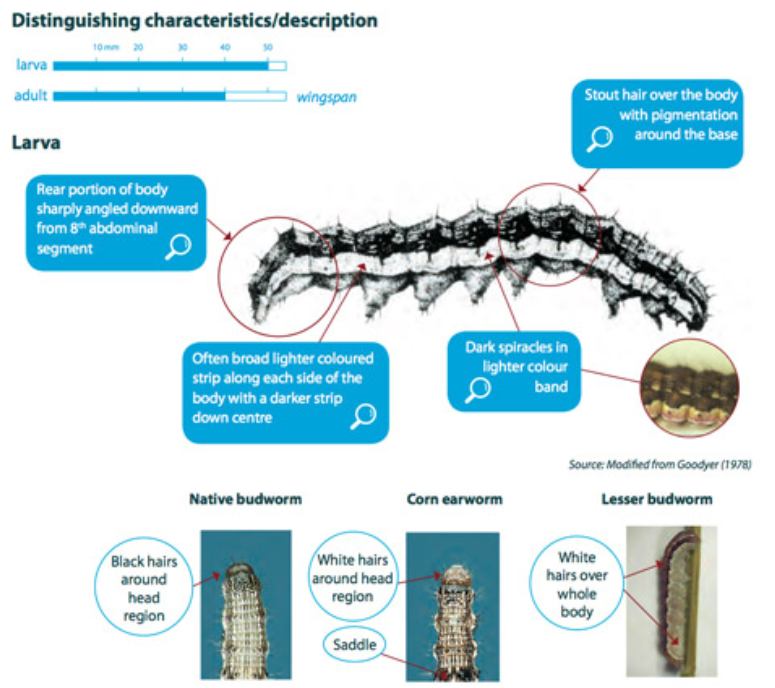 Distinguishing characteristics/description
10 mm 20 30 40 50
larva
adult
wingspan
Larva
Stout hair over the body
with pigmentation
around the base
Rear portion of body
sharply angled downward
from 8th abdominal
segment
Often broad lighter coloured
strip along each side of the
body with a darker strip
down centre
Dark spiracles in
lighter colour
band
Source: Modified from Goodyer (1978)
Native budworm
Corn earworm
Lesser budworm
Black hairs
around
head
region
White hairs
around head
region
Saddle
White
hairs over
whole
body